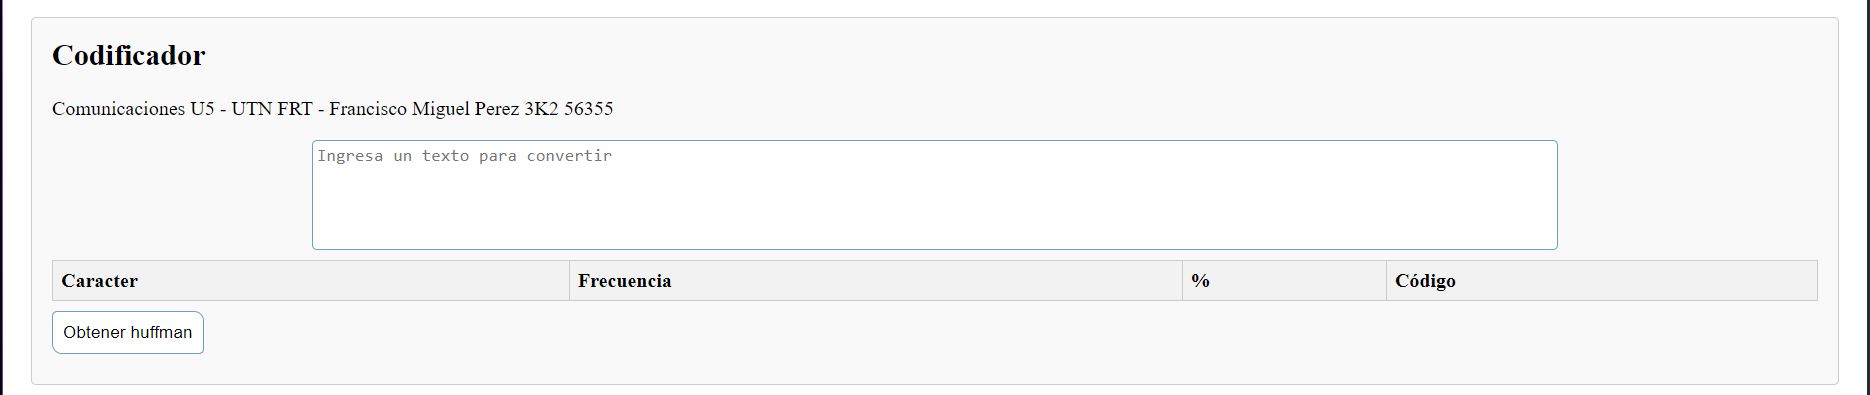 Codificador
Comunicaciones U5 - UTN FRT - Francisco Miguel Perez 3K2 56355
Ingresa un texto para convertir
Caracter Frecuencia % Código
Obtener huffman